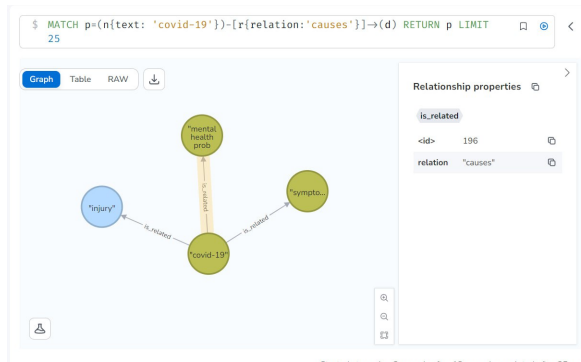 $ MATCH p=(n{text: 'covid-19'})-[r{relation:'causes'}]→(d) RETURN p LIMIT
25
Graph Table RAW
Relationship properties
is_related
<id> 196
relation "causes"
"mental
health
prob
"injury"
is_related
"sympto...
is_related
is_related
"covid-19"